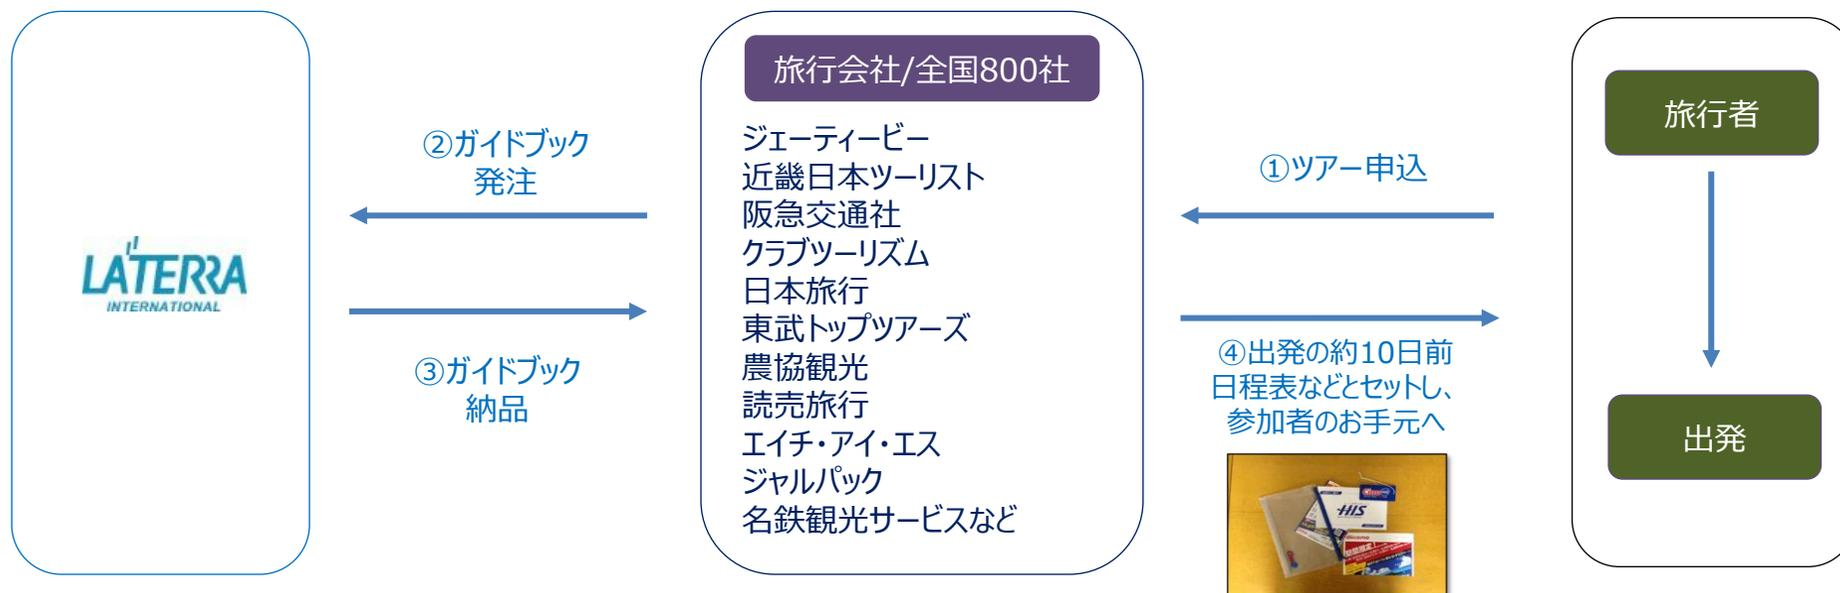 LATERRA
INTERNATIONAL
②ガイドブック
発注
③ガイドブック
納品
旅行会社/全国800社
ジェーティービー
近畿日本ツーリスト
阪急交通社
クラブツーリズム
日本旅行
東武トップツアーズ
農協観光
読売旅行
エイチ・アイ・エス
ジャルパック
名鉄観光サービスなど
①ツアー申込
④出発の約10日前
日程表などとセットし、
参加者のお手元へ
HIS
旅行者
出発